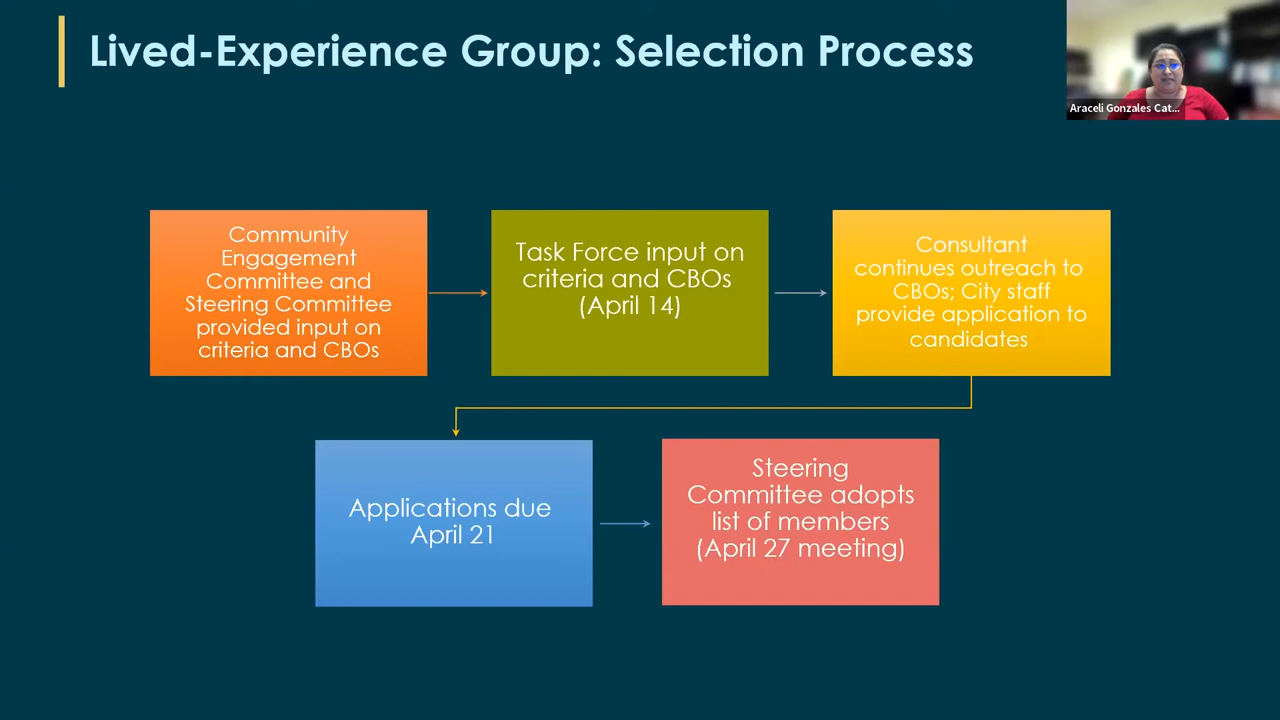 Lived-Experience Group: Selection Process
Araceli Gonzales Cat...
Community
Engagement
Committee and
Steering Committee
provided input on
criteria and CBOs
Task Force input on
criteria and CBOs
(April 14)
Consultant
continues outreach to
CBOs; City staff
provide application to
candidates
Applications due
April 21
Steering
Committee adopts
list of members
(April 27 meeting)